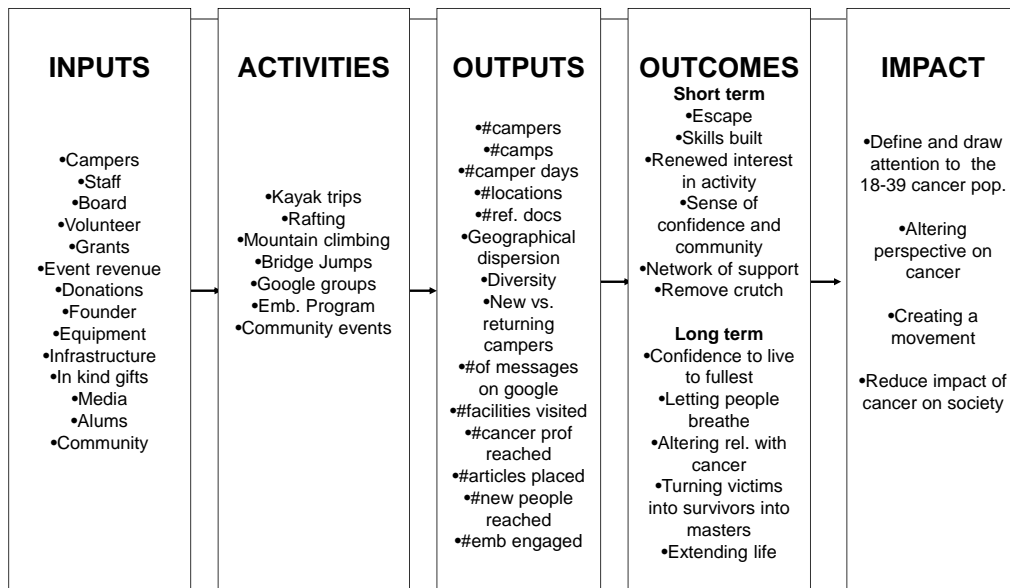 INPUTS
•Campers
•Staff
•Board
•Volunteer
•Grants
•Event revenue
•Donations
•Founder
•Equipment
•Infrastructure
•In kind gifts
•Media
•Alums
•Community
ACTIVITIES
•Kayak trips
•Rafting
•Mountain climbing
•Bridge Jumps
•Google groups
•Emb. Program
•Community events
OUTPUTS
•#campers
•#camps
•#camper days
•#locations
•#ref. docs
•Geographical
dispersion
•Diversity
•New vs.
returning
campers
•#of messages
on google
•#facilities visited
•#cancer prof
reached
•#articles placed
•#new people
reached
•#emb engaged
OUTCOMES
Short term
•Escape
•Skills built
•Renewed interest
in activity
•Sense of
confidence and
community
•Network of support
•Remove crutch
Long term
•Confidence to live
to fullest
•Letting people
breathe
•Altering rel. with
cancer
•Turning victims
into survivors into
masters
•Extending life
IMPACT
•Define and draw
attention to the
18-39 cancer pop.
•Altering
perspective on
cancer
•Creating a
movement
•Reduce impact of
cancer on society